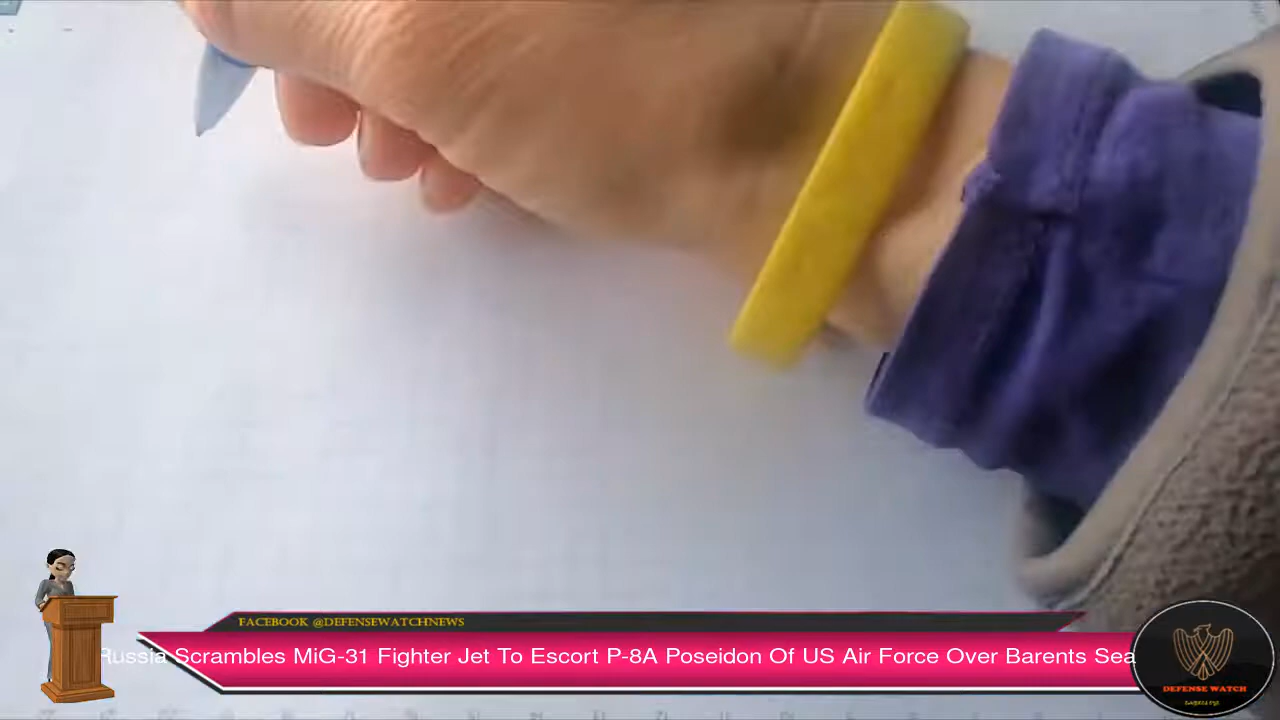 FACEBOOK @DEFENSEWATCHNEWS
Russia Scrambles MiG-31 Fighter Jet To Escort P-8A Poseidon Of US Air Force Over Barents Sea
DEFENSE WATCH